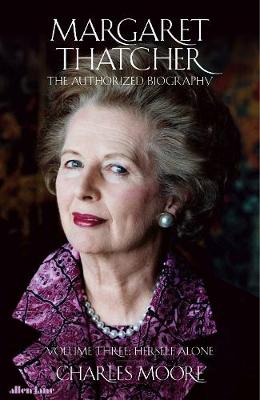 MARGARET
THATCHER
THE AUTHORIZED BIOGRAPHY
VOLUME THREE: HERSELF ALONE
CHARLES MOORE
allen lane